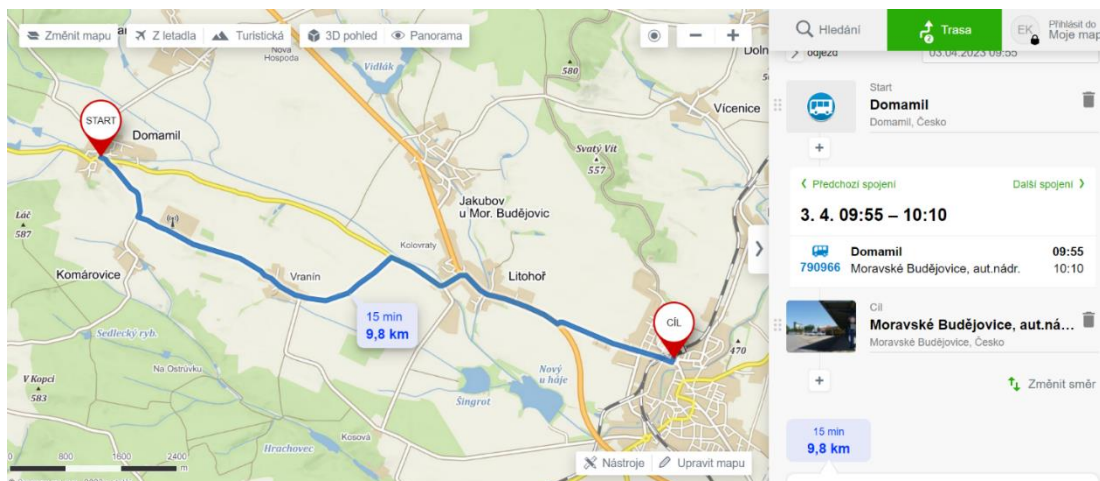 Změnit mapu
Z letadla
Turistická
3D pohled
Panorama
Nová
Hospoda
Vidlák
580
Vícenice
START
Domamil
Svatý Vít
557
Láč
587
Jakubov
u Mor. Budějovic
Kolovraty
Komárovice
Vranín
Litohoř
15 min
9,8 km
CÍL
Sedlecký ryb.
Na Ostrůvku
470
V Kopci
583
Nový
u háje
Šingrot
Hrachovec
Kosová
0 800 1600 2400
m
Nástroje
Upravit mapu
Hledání
Trasa
EK
Přihlásit do
Moje map
odjezd
03.04.2023 09:55
Start
Domamil
Domamil, Česko
+
Předchozí spojení
Další spojení
3. 4. 09:55 – 10:10
Domamil 09:55
790966 Moravské Budějovice, aut.nádr. 10:10
Cíl
Moravské Budějovice, aut.ná...
Moravské Budějovice, Česko
+
Změnit směr
15 min
9,8 km